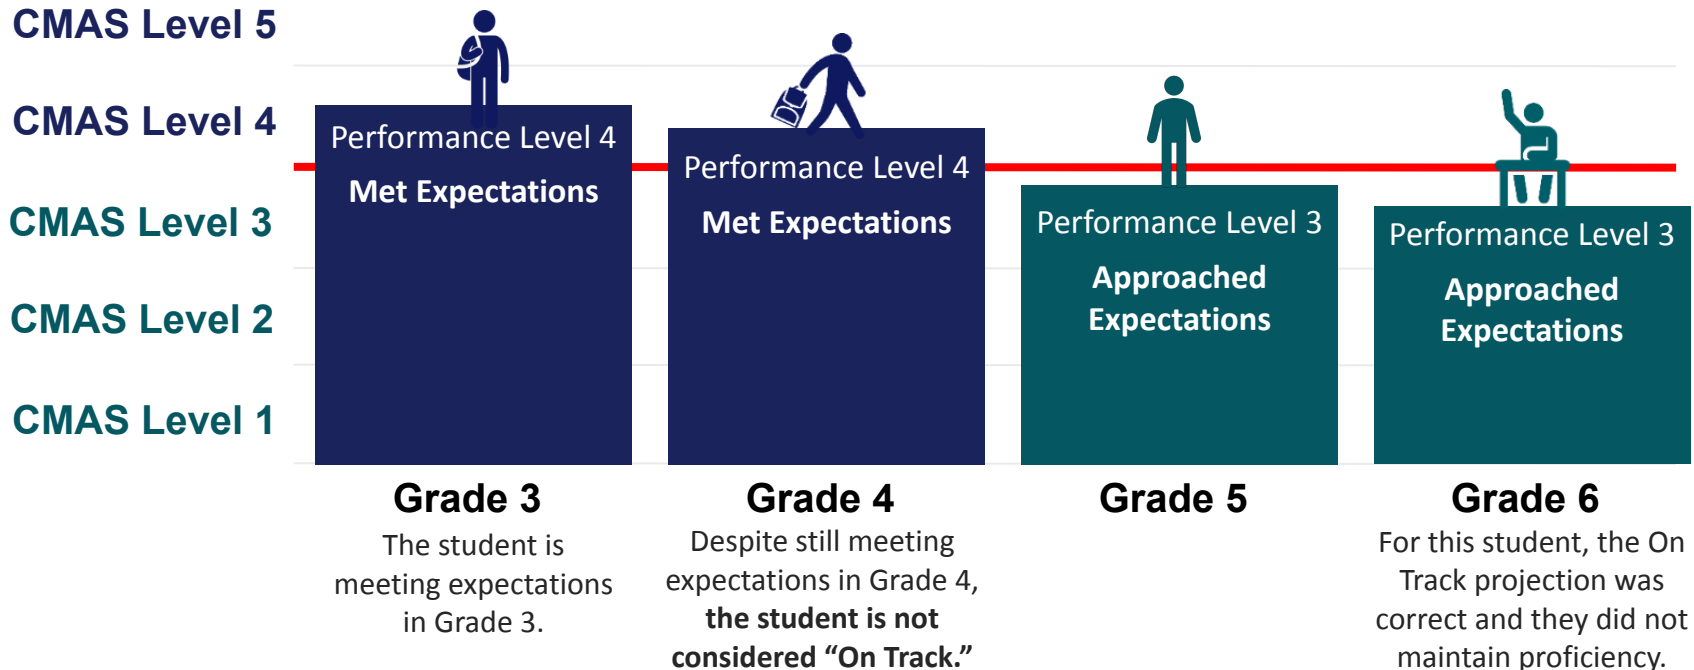 CMAS Level 5
CMAS Level 4
CMAS Level 3
CMAS Level 2
CMAS Level 1
Performance Level 4
Met Expectations
Performance Level 4
Met Expectations
Performance Level 3
Approached
Expectations
Performance Level 3
Approached
Expectations
Grade 3
The student is
meeting expectations
in Grade 3.
Grade 4
Despite still meeting
expectations in Grade 4,
the student is not
considered “On Track.”
Grade 5
Grade 6
For this student, the On
Track projection was
correct and they did not
maintain proficiency.